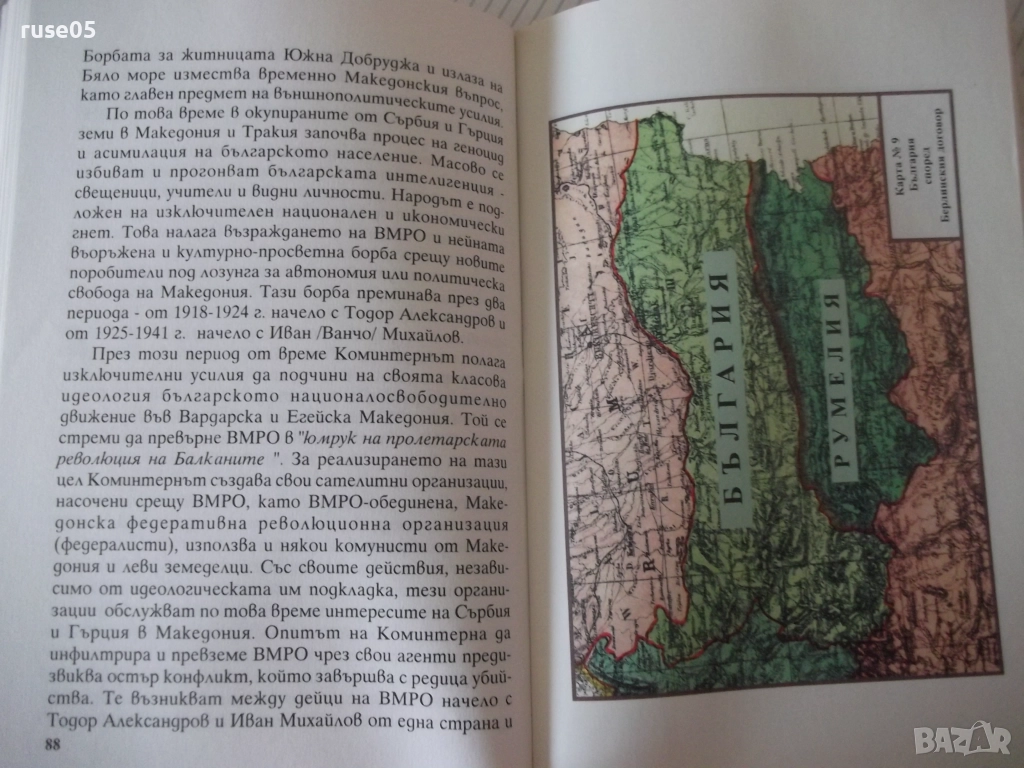 ruse05
Борбата за житницата Южна Добруджа и излаза на
Бяло море измества временно Македонския въпрос,
като главен предмет на външнополитическите усилия.
По това време в окупираните от Сърбия и Гърция
земи в Македония и Тракия започва процес на геноцид
и асимилация на българското население. Масово се
избиват и прогонват българската интелигенция -
свещеници, учители и видни личности. Народът е под-
ложен на изключителен национален и икономически
гнет. Това налага възраждането на ВМРО и нейната
въоръжена и културно-просветна борба срещу новите
поробители под лозунга за автономия или политическа
свобода на Македония. Тази борба преминава през два
периода - от 1918-1924 г. начело с Тодор Александров и
от 1925-1941 г. начело с Иван /Ванчо/ Михайлов.
През този период от време Коминтернът полага
изключителни усилия да подчини на своята класова
идеология българското националосвободително
движение във Вардарска и Егейска Македония. Той се
стреми да превърне ВМРО в "юмрук на пролетарската
революция на Балканите ". За реализирането на тази
цел Коминтернът създава свои сателитни организации,
насочени срещу ВМРО, като ВМРО-обединена, Маке-
донска федеративна революционна организация
(федералисти), използва и някои комунисти от Маке-
дония и леви земеделци. Със своите действия, незави-
симо от идеологическата им подкладка, тези органи-
зации обслужват по това време интересите на Сърбия
и Гърция в Македония. Опитът на Коминтерна да
инфилтрира и превземе ВМРО чрез свои агенти преди-
звиква остър конфликт, който завършва с редица убий-
ства. Те възникват между дейци на ВМРО начело с
Тодор Александров и Иван Михайлов от една страна и
88
Карта № 9
България
според
Берлинския договор
БЪЛГАРИЯ
РУМЕЛИЯ
BAZAR